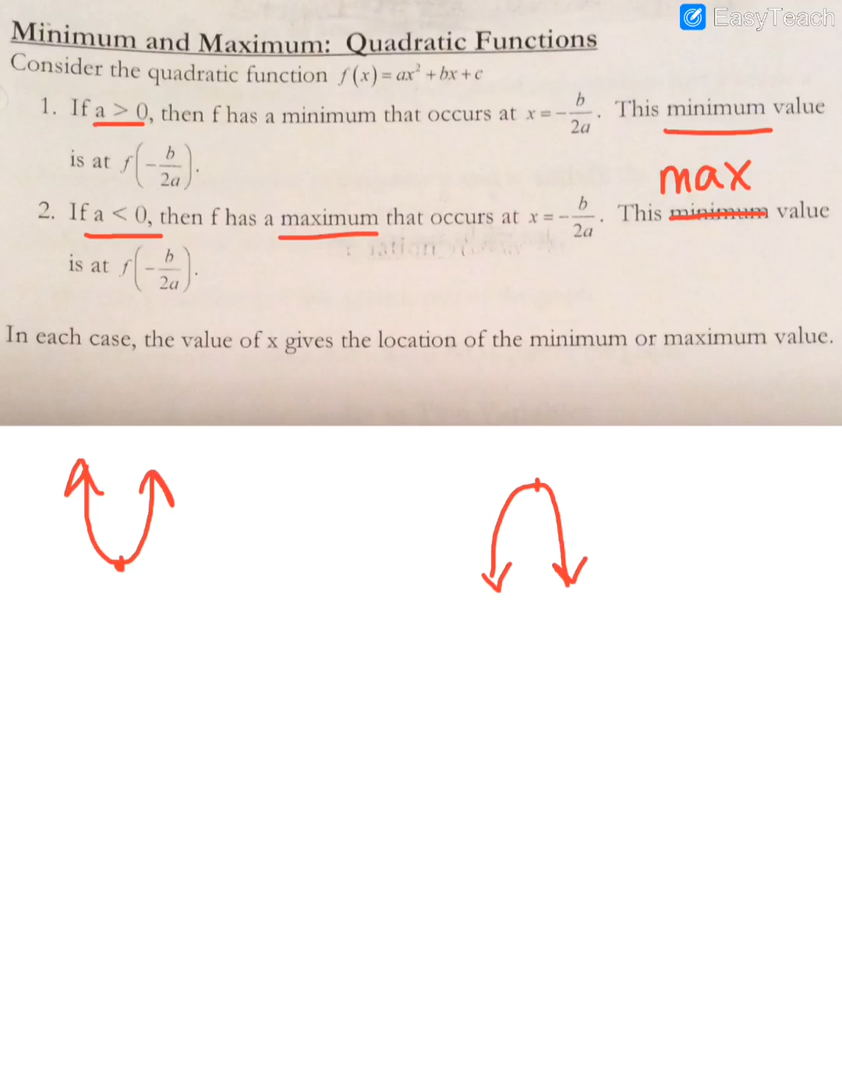 EasyTeach
Minimum and Maximum: Quadratic Functions
Consider the quadratic function f(x) = ax² + bx + c
1. If a > 0, then f has a minimum that occurs at x = -b/2a. This minimum value
is at f(-b/2a).
max
2. If a < 0, then f has a maximum that occurs at x = -b/2a. This minimum value
is at f(-b/2a).
In each case, the value of x gives the location of the minimum or maximum value.